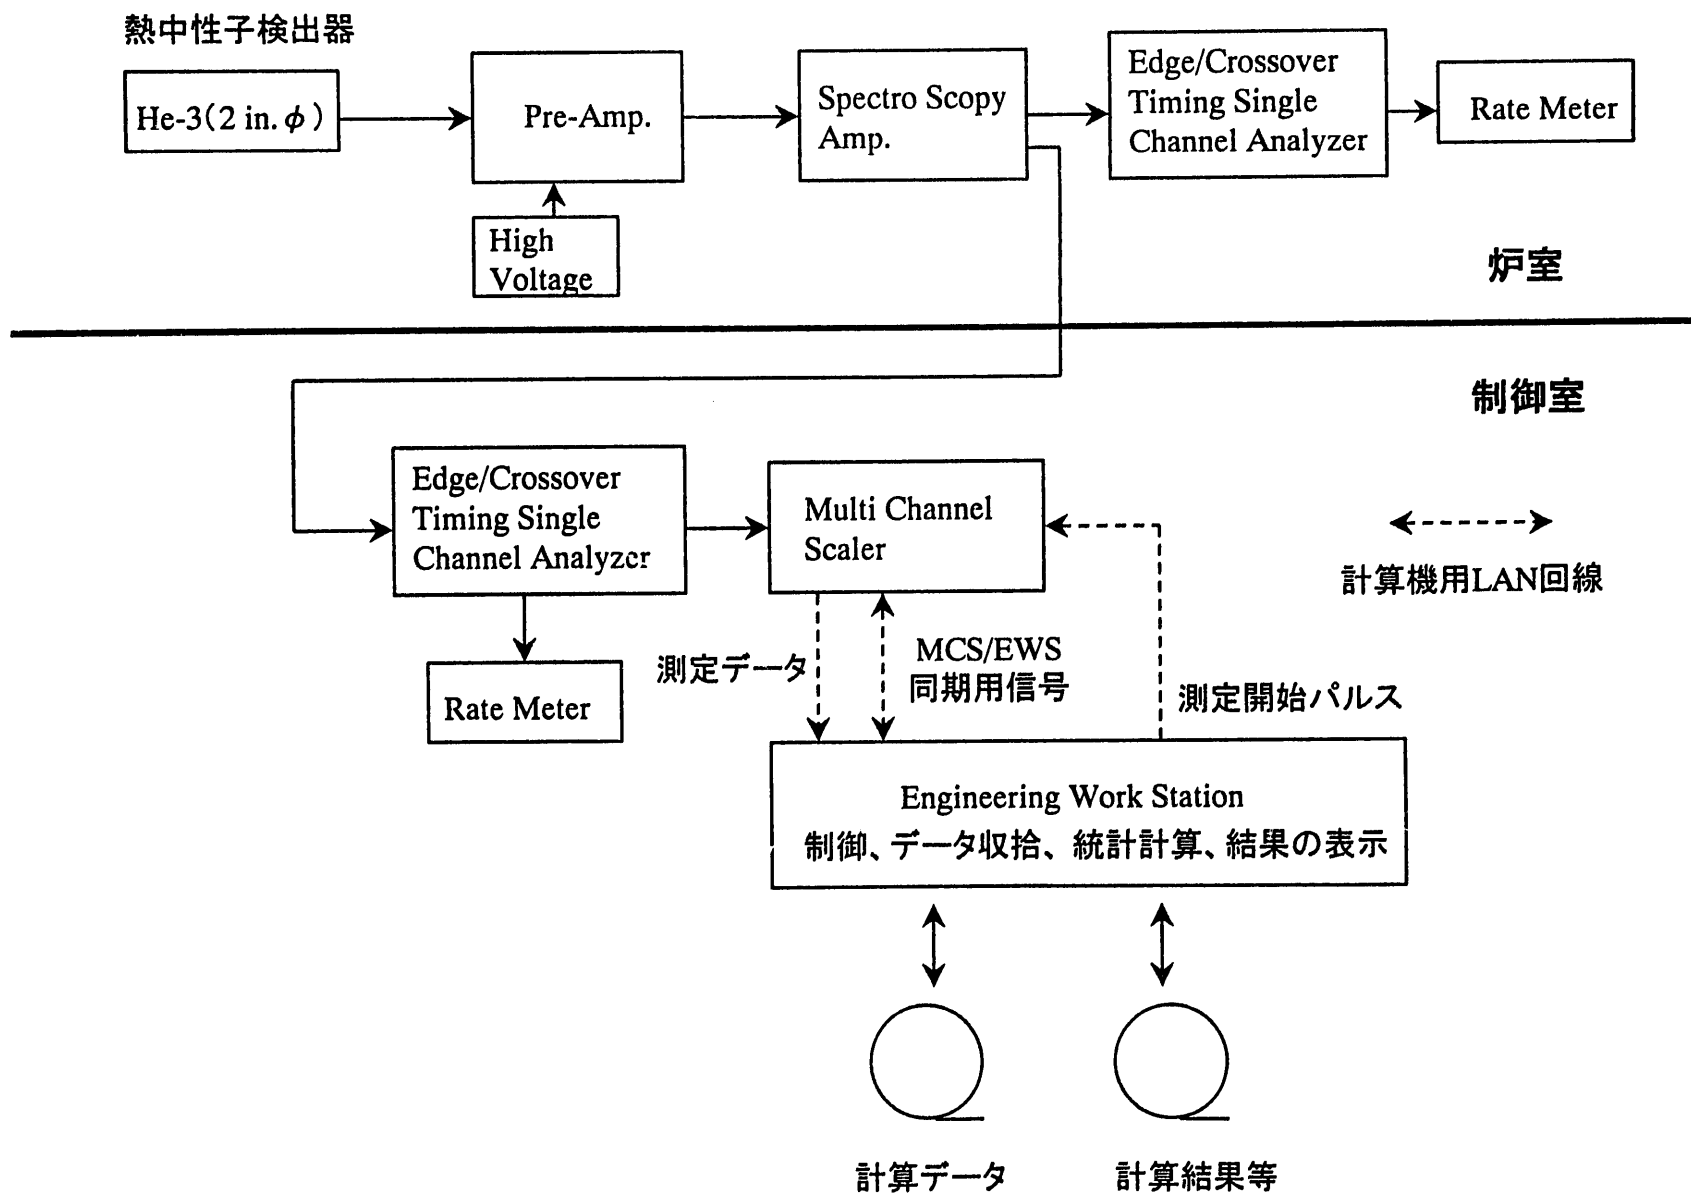 熱中性子検出器
He-3(2 in.φ)
Pre-Amp.
High
Voltage
Spectro Scopy
Amp.
Edge/Crossover
Timing Single
Channel Analyzer
Rate Meter
炉室
制御室
Edge/Crossover
Timing Single
Channel Analyzer
Rate Meter
Multi Channel
Scaler
計算機用LAN回線
測定データ
MCS/EWS
同期用信号
測定開始パルス
Engineering Work Station
制御、データ収拾、統計計算、結果の表示
計算データ
計算結果等